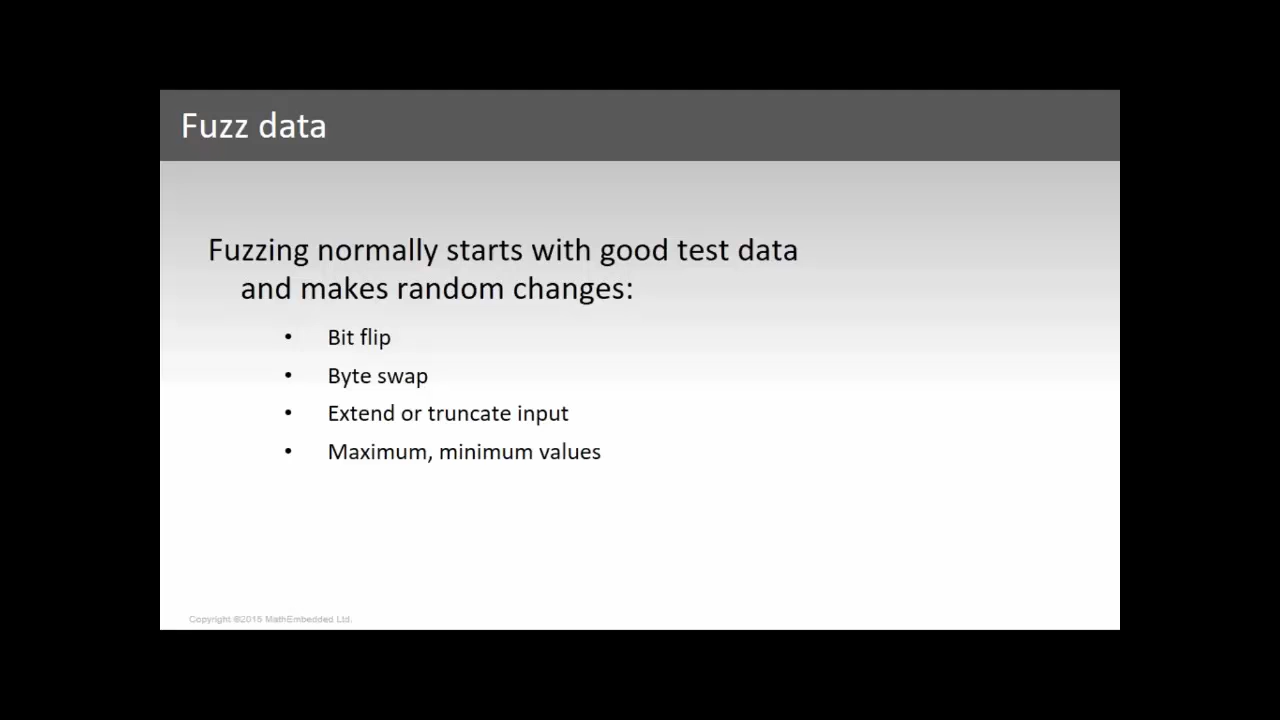 Fuzz data
Fuzzing normally starts with good test data
and makes random changes:
• Bit flip
• Byte swap
• Extend or truncate input
• Maximum, minimum values
Copyright ©2015 MathEmbedded Ltd.